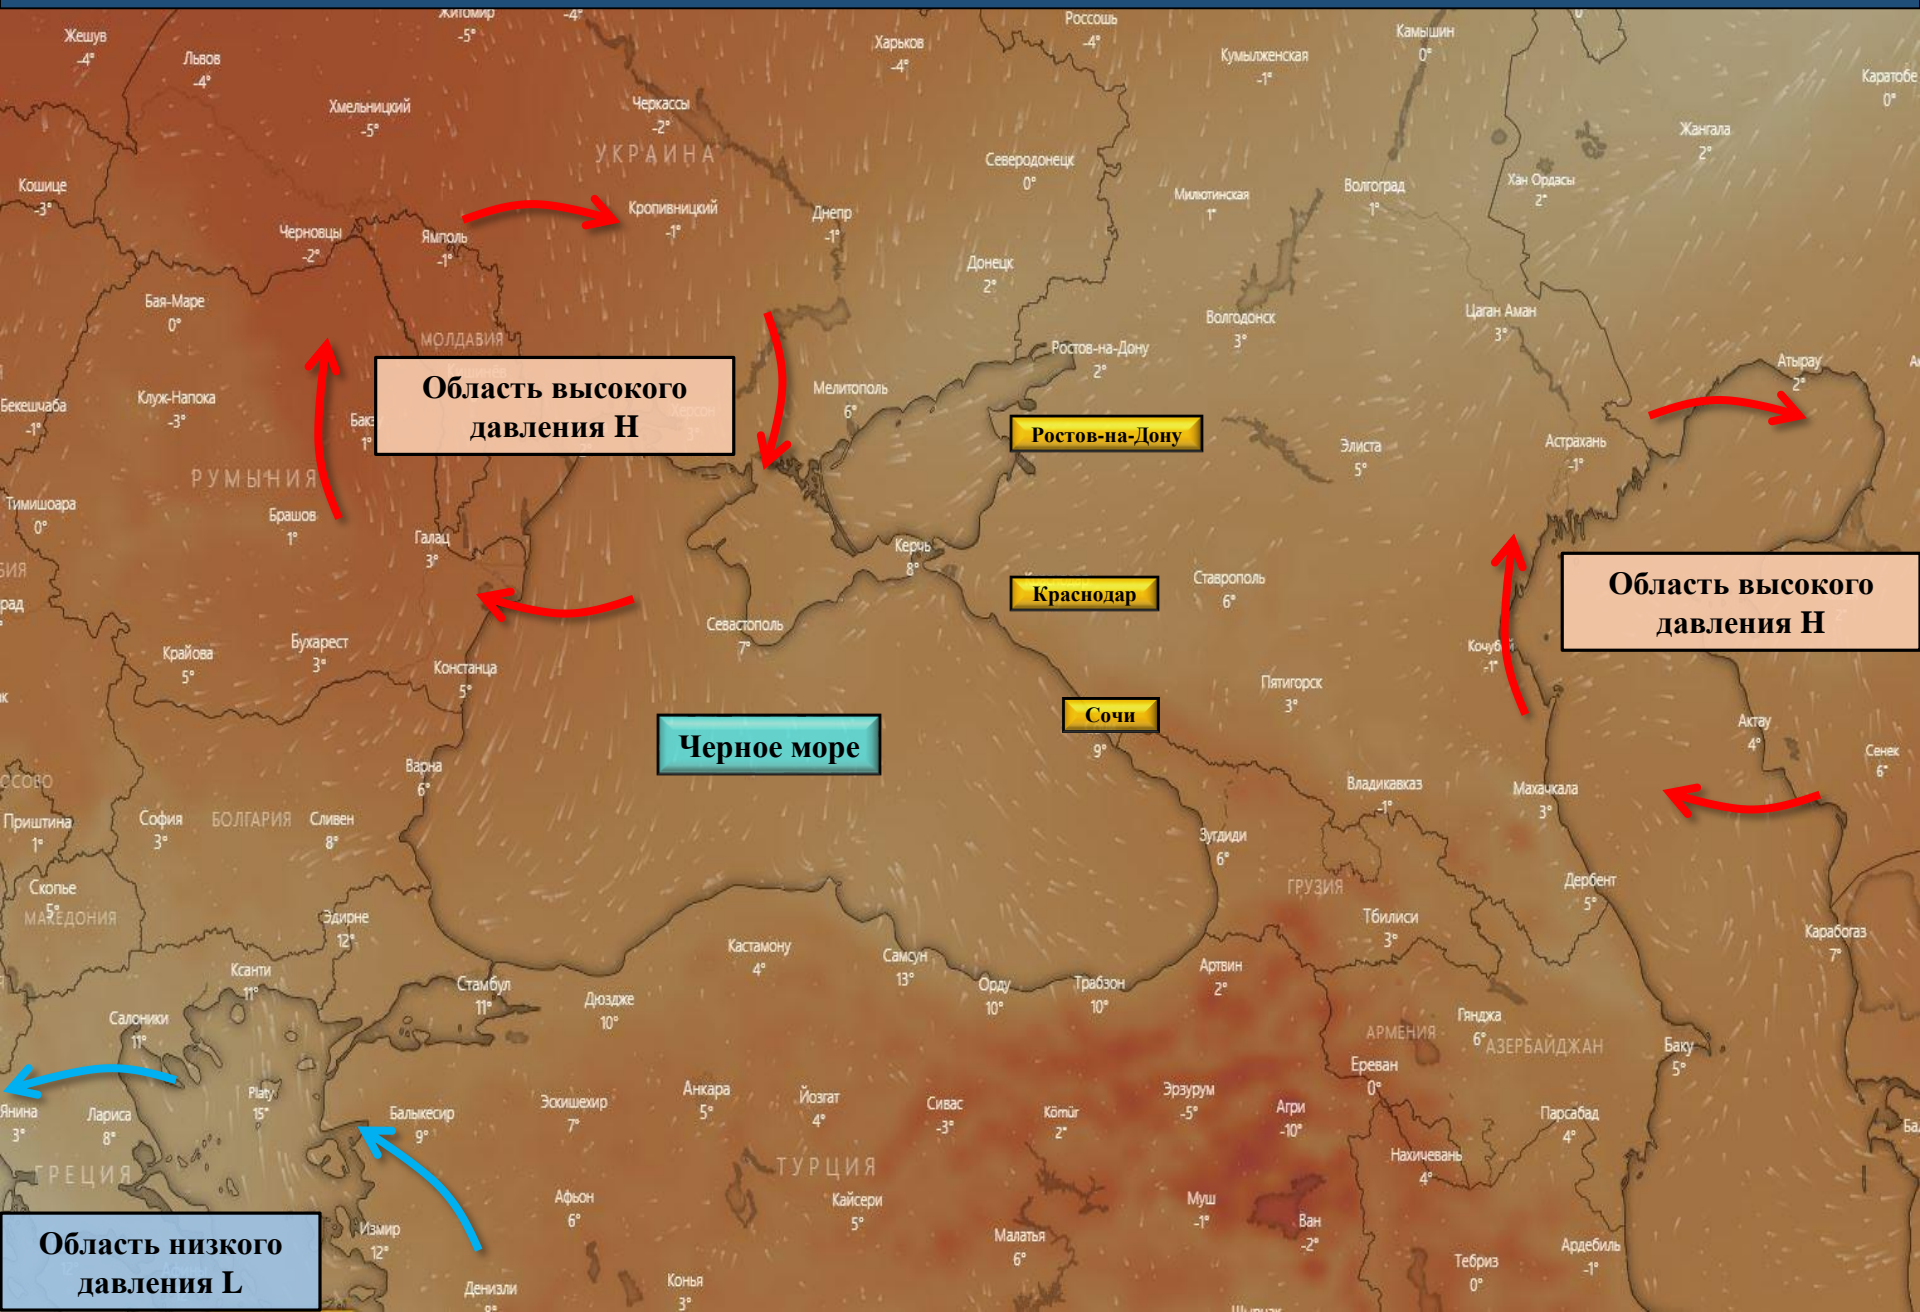 Житомир
-5°
-4°
Россошь
-4°
Камышин
0°
Жешув
-4°
Львов
-4°
Харьков
-4°
Кумылженская
-1°
Каратобе
0°
Хмельницкий
-5°
Черкассы
-2°
УКРАИНА
Жангала
2°
Северодонецк
0°
Кошице
-3°
Милютинская
1°
Волгоград
1°
Хан Ордасы
2°
Черновцы
-2°
Ямполь
-1°
Кропивницкий
-1°
Днепр
-1°
Донецк
2°
Бая-Маре
0°
МОЛДАВИЯ
Волгодонск
3°
Цаган Аман
3°
Ростов-на-Дону
2°
Атырау
2°
Область высокого
давления H
Бекешчаба
-1°
Клуж-Напока
-3°
Мелитополь
6°
Ростов-на-Дону
Элиста
5°
Астрахань
-1°
РУМЫНИЯ
Тимишоара
0°
Брашов
1°
Галац
3°
Керчь
8°
Краснодар
Ставрополь
6°
Область высокого
давления H
Севастополь
7°
Крайова
5°
Бухарест
3°
Констанца
5°
Кочубей
-1°
Пятигорск
3°
Сочи
9°
Черное море
Актау
4°
Сенек
6°
Варна
6°
Владикавказ
-1°
Махачкала
3°
Приштина
1°
София
3°
БОЛГАРИЯ
Сливен
8°
Зугдиди
6°
Скопье
5°
МАКЕДОНИЯ
ГРУЗИЯ
Дербент
5°
Эдирне
12°
Тбилиси
3°
Карабогаз
7°
Кастамону
4°
Самсун
13°
Ксанти
11°
Стамбул
11°
Дюздже
10°
Орду
10°
Трабзон
10°
Артвин
2°
Салоники
11°
Гянджа
6°
АРМЕНИЯ
АЗЕРБАЙДЖАН
Баку
5°
Ереван
0°
Янина
3°
Лариса
8°
Platy
15°
Балыкесир
9°
Эскишехир
7°
Анкара
5°
Йозгат
4°
Сивас
-3°
Kömür
2°
Эрзурум
-5°
Агри
-10°
Парсабад
4°
ГРЕЦИЯ
ТУРЦИЯ
Нахичевань
4°
Афьон
6°
Кайсери
5°
Муш
-1°
Ван
-2°
Измир
12°
Малатья
6°
Ардебиль
-1°
Область низкого
давления L
Тебриз
0°
Денизли
8°
Конья
3°